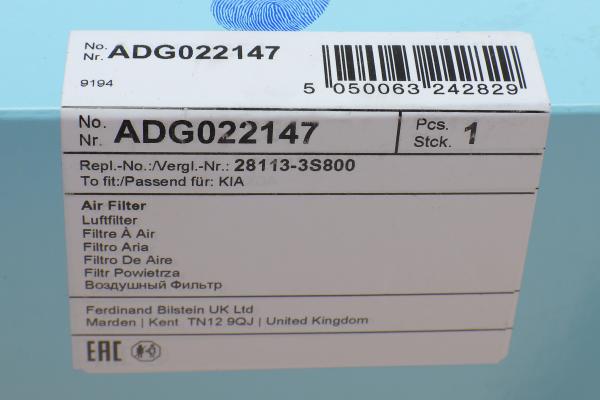 No.
Nr. ADG022147
9194
5 050063 242829
No.
Nr. ADG022147
Pcs.
Stck. 1
Repl.-No.:/Vergl.-Nr.: 28113-3S800
To fit:/Passend für: KIA
Air Filter
Luftfilter
Filtre À Air
Filtro Aria
Filtro De Aire
Filtr Powietrza
Воздушный Фильтр
Ferdinand Bilstein UK Ltd
Marden | Kent TN12 9QJ | United Kingdom
EAC